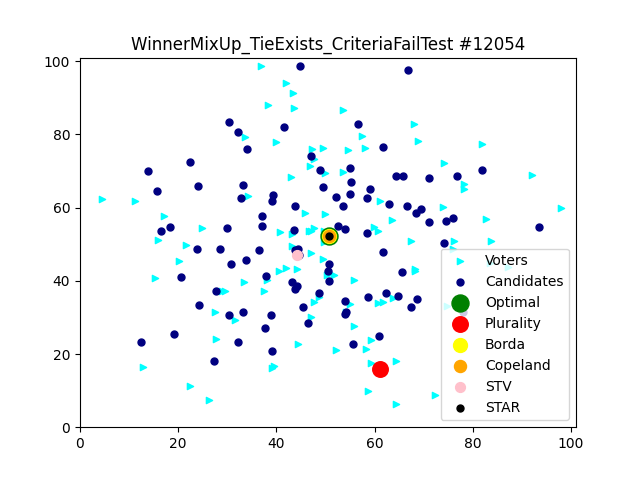 WinnerMixUp_TieExists_CriteriaFailTest #12054
100
80
60
40
20
0
0
20
40
60
80
100
Voters
Candidates
Optimal
Plurality
Borda
Copeland
STV
STAR